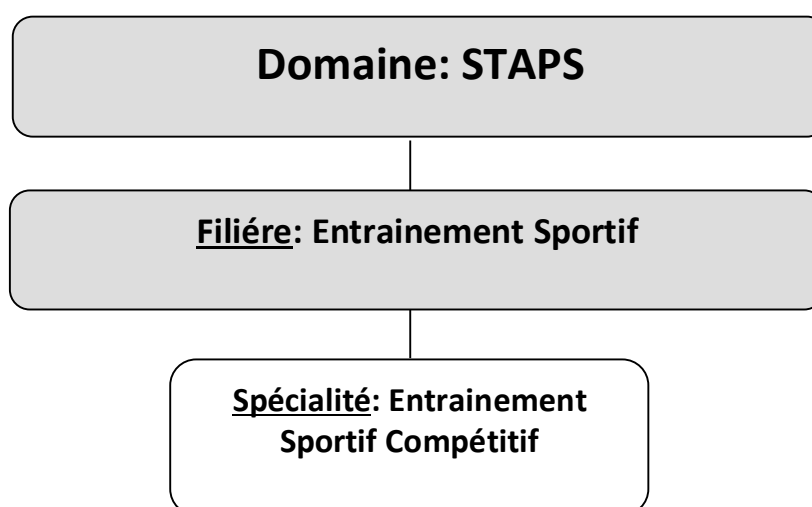 Domaine: STAPS
Filiére: Entrainement Sportif
Spécialité: Entrainement
Sportif Compétitif